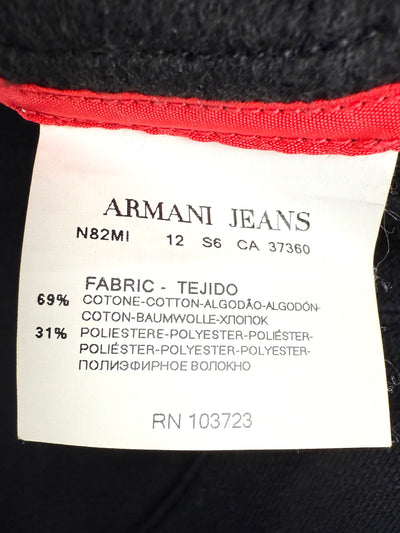 ARMANI JEANS
N82MI 12 S6 CA 37360
FABRIC - TEJIDO
69% COTONE-COTTON-ALGODÃO-ALGODÓN-
COTON-BAUMWOLLE-ХЛОПОК
31% POLIESTERE-POLYESTER-POLIÉSTER-
POLIÉSTER-POLYESTER-POLYESTER-
ПОЛИЭФИРНОЕ ВОЛОКНО
RN 103723